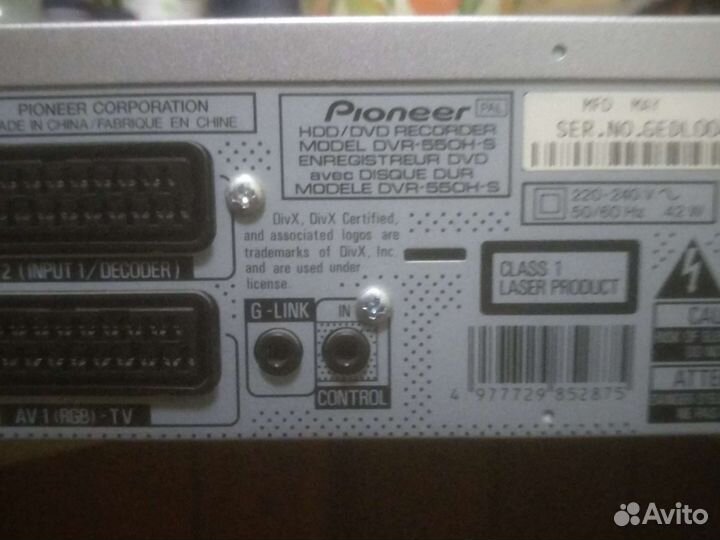 PIONEER CORPORATION
MADE IN CHINA/FABRIQUE EN CHINE
Pioneer PAL
HDD/DVD RECORDER
MODEL DVR-550H-S
ENREGISTREUR DVD
avec DISQUE DUR
MODELE DVR-550H-S
MFD MAY
SER.NO.GEDL00
220-240 V
50/60 Hz 42 W
DivX, DivX Certified,
and associated logos are
trademarks of DivX, Inc
and are used under
license.
2 (INPUT 1/DECODER)
CLASS 1
LASER PRODUCT
G-LINK
IN
CONTROL
AV 1 (RGB) - TV
4 977729 852875
CAU
ATTE
Avito